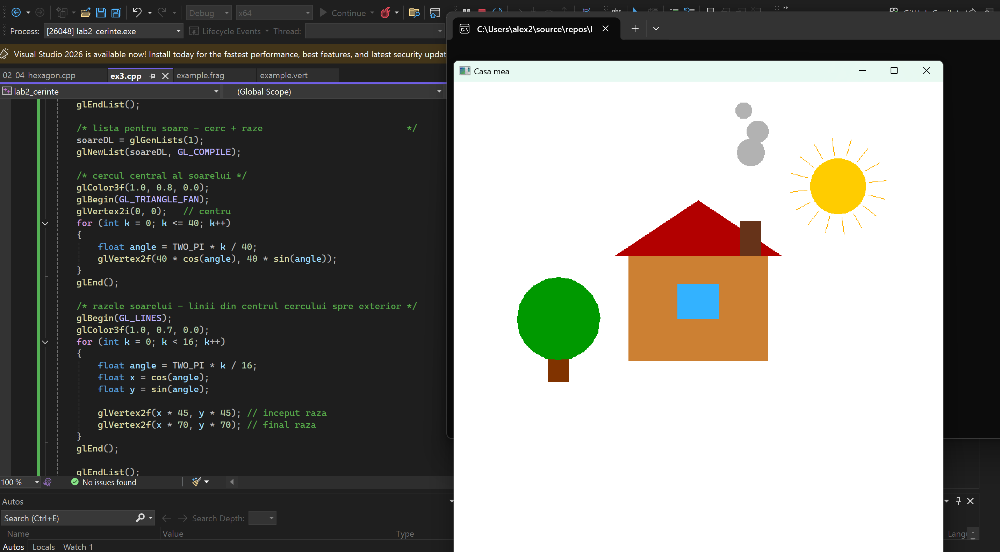 Debug
x64
Continue
Process:
[26048] lab2_cerinte.exe
Lifecycle Events
Thread:
C:\Users\alex2\source\repos\l
Visual Studio 2026 is available now! Install today for the fastest performance, best features, and latest security updat
02_04_hexagon.cpp
ex3.cpp
example.frag
example.vert
lab2_cerinte
(Global Scope)
glEndList();
/* lista pentru soare - cerc + raze */
soareDL = glGenLists(1);
glNewList(soareDL, GL_COMPILE);
/* cercul central al soarelui */
glColor3f(1.0, 0.8, 0.0);
glBegin(GL_TRIANGLE_FAN);
glVertex2i(0, 0); // centru
for (int k = 0; k <= 40; k++)
{
float angle = TWO_PI * k / 40;
glVertex2f(40 * cos(angle), 40 * sin(angle));
}
glEnd();
/* razele soarelui - linii din centrul cercului spre exterior */
glBegin(GL_LINES);
glColor3f(1.0, 0.7, 0.0);
for (int k = 0; k < 16; k++)
{
float angle = TWO_PI * k / 16;
float x = cos(angle);
float y = sin(angle);
glVertex2f(x * 45, y * 45); // inceput raza
glVertex2f(x * 70, y * 70); // final raza
}
glEnd();
glEndList();
100 %
No issues found
Autos
Search (Ctrl+E)
Search Depth:
Name
Value
Type
Autos
Locals
Watch 1
Casa mea